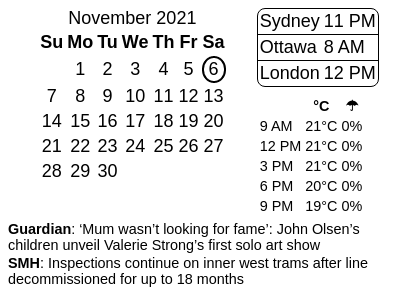 November 2021
Su Mo Tu We Th Fr Sa
1 2 3 4 5 6
7 8 9 10 11 12 13
14 15 16 17 18 19 20
21 22 23 24 25 26 27
28 29 30
Sydney 11 PM
Ottawa 8 AM
London 12 PM
°C ☂
9 AM 21°C 0%
12 PM 21°C 0%
3 PM 21°C 0%
6 PM 20°C 0%
9 PM 19°C 0%
Guardian: ‘Mum wasn’t looking for fame’: John Olsen’s
children unveil Valerie Strong’s first solo art show
SMH: Inspections continue on inner west trams after line
decommissioned for up to 18 months